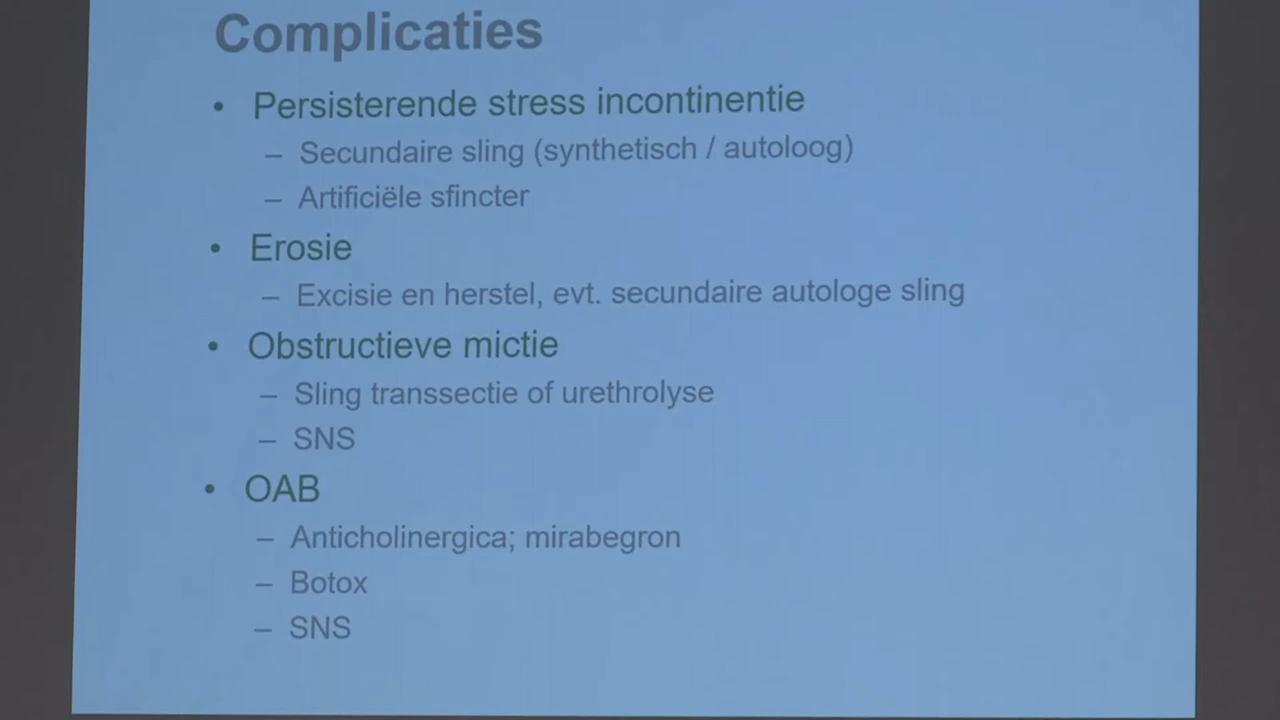 Complicaties
• Persisterende stress incontinentie
– Secundaire sling (synthetisch / autoloog)
– Artificiële sfincter
• Erosie
– Excisie en herstel, evt. secundaire autologe sling
• Obstructieve mictie
– Sling transsectie of urethrolyse
– SNS
• OAB
– Anticholinergica; mirabegron
– Botox
– SNS